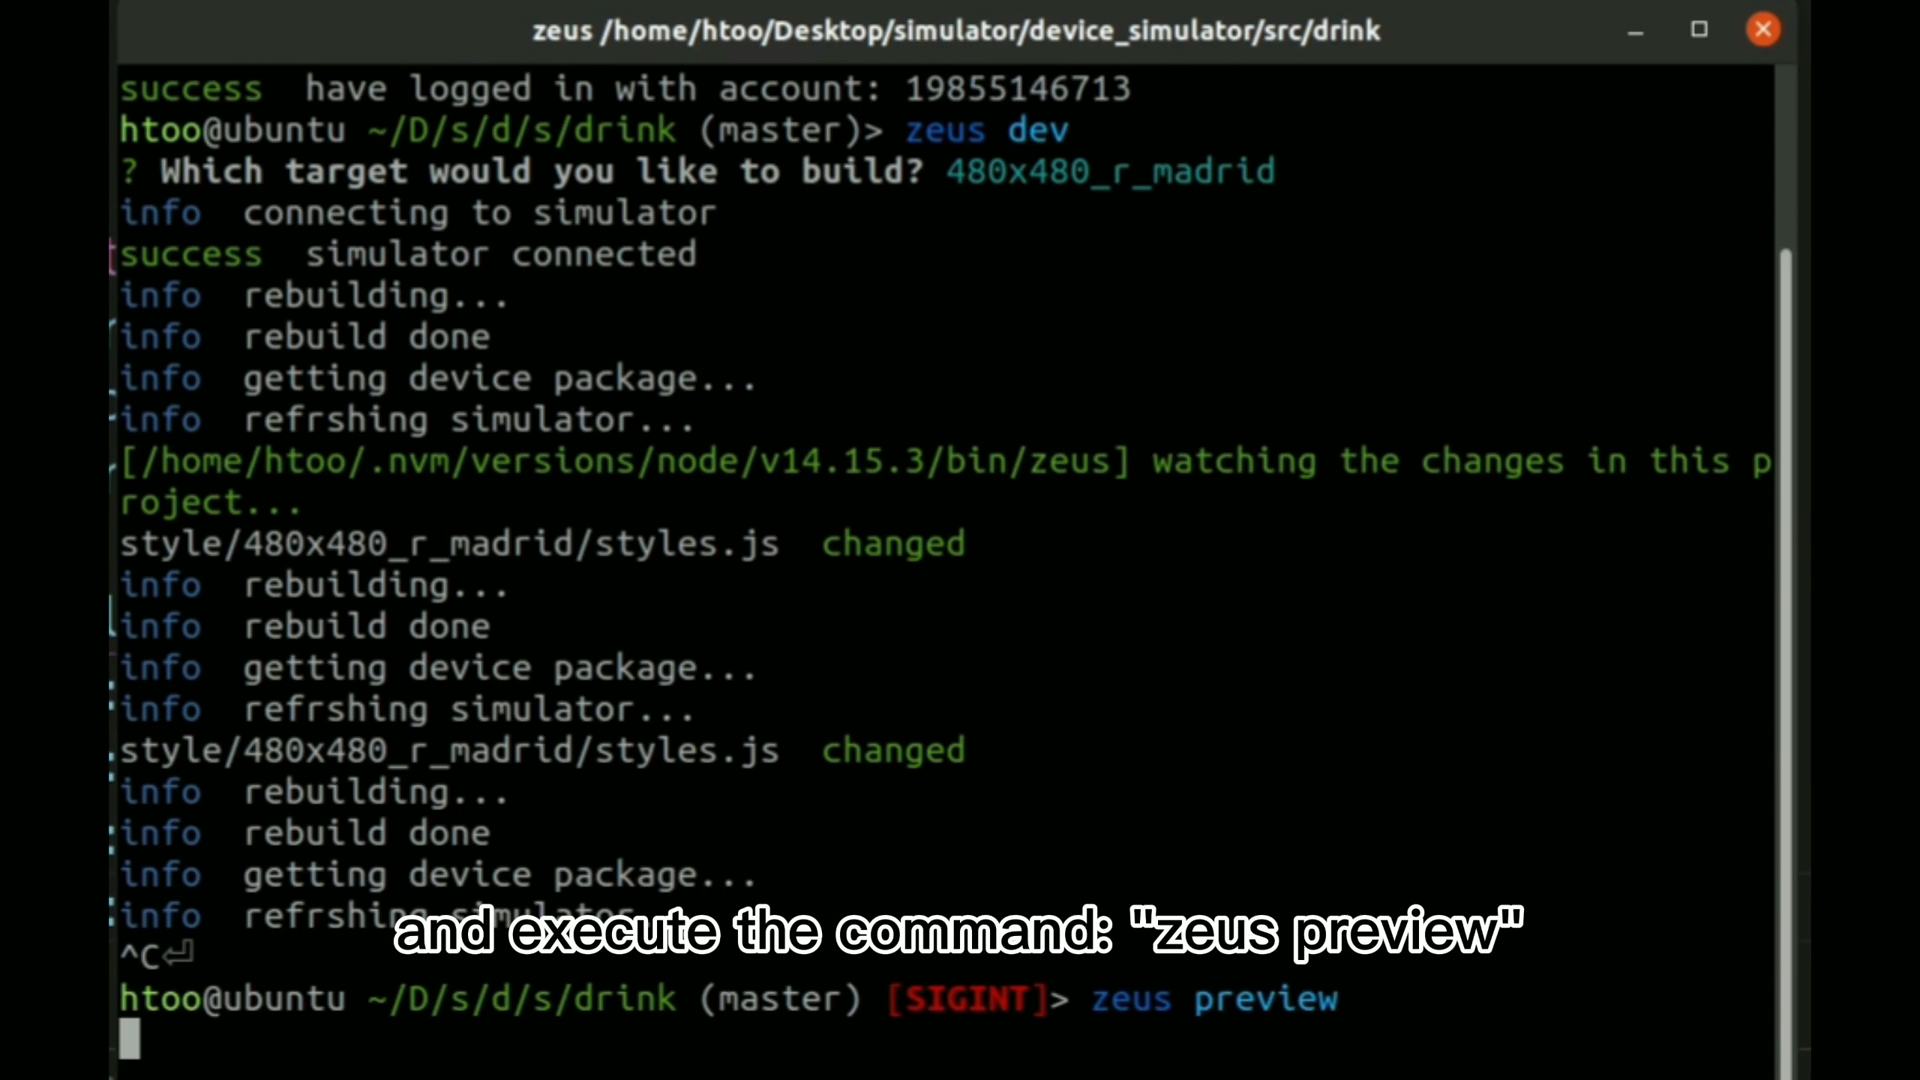 zeus /home/htoo/Desktop/simulator/device_simulator/src/drink
success  have logged in with account: 19855146713
htoo@ubuntu ~/D/s/d/s/drink (master)> zeus dev
? Which target would you like to build? 480x480_r_madrid
info  connecting to simulator
success  simulator connected
info  rebuilding...
info  rebuild done
info  getting device package...
info  refrshing simulator...
[/home/htoo/.nvm/versions/node/v14.15.3/bin/zeus] watching the changes in this p
roject...
style/480x480_r_madrid/styles.js  changed
info  rebuilding...
info  rebuild done
info  getting device package...
info  refrshing simulator...
style/480x480_r_madrid/styles.js  changed
info  rebuilding...
info  rebuild done
info  getting device package...
info  refrshing simulator...
and execute the command: "zeus preview"
^C⏎
htoo@ubuntu ~/D/s/d/s/drink (master) [SIGINT]> zeus preview